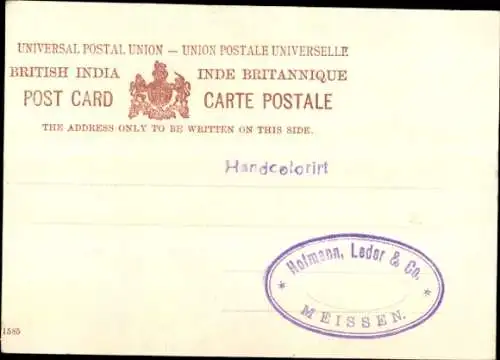 UNIVERSAL POSTAL UNION — UNION POSTALE UNIVERSELLE
BRITISH INDIA INDE BRITANNIQUE
POST CARD CARTE POSTALE
THE ADDRESS ONLY TO BE WRITTEN ON THIS SIDE.
Handcolorirt
* Hofmann, Leder & Co. *
MEISSEN.
1585